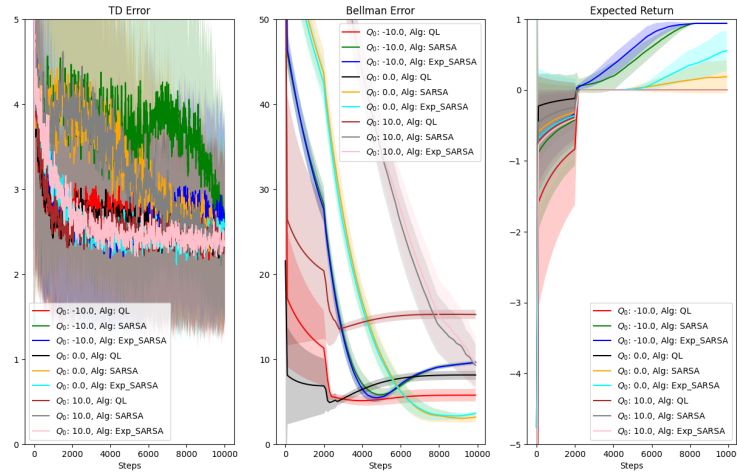 TD Error
5
4
3
2
1
0
Q₀: -10.0, Alg: QL
Q₀: -10.0, Alg: SARSA
Q₀: -10.0, Alg: Exp_SARSA
Q₀: 0.0, Alg: QL
Q₀: 0.0, Alg: SARSA
Q₀: 0.0, Alg: Exp_SARSA
Q₀: 10.0, Alg: QL
Q₀: 10.0, Alg: SARSA
Q₀: 10.0, Alg: Exp_SARSA
0 2000 4000 6000 8000 10000
Steps
Bellman Error
50
40
30
20
10
0
Q₀: -10.0, Alg: QL
Q₀: -10.0, Alg: SARSA
Q₀: -10.0, Alg: Exp_SARSA
Q₀: 0.0, Alg: QL
Q₀: 0.0, Alg: SARSA
Q₀: 0.0, Alg: Exp_SARSA
Q₀: 10.0, Alg: QL
Q₀: 10.0, Alg: SARSA
Q₀: 10.0, Alg: Exp_SARSA
0 2000 4000 6000 8000 10000
Steps
Expected Return
1
0
−1
−2
−3
−4
−5
Q₀: -10.0, Alg: QL
Q₀: -10.0, Alg: SARSA
Q₀: -10.0, Alg: Exp_SARSA
Q₀: 0.0, Alg: QL
Q₀: 0.0, Alg: SARSA
Q₀: 0.0, Alg: Exp_SARSA
Q₀: 10.0, Alg: QL
Q₀: 10.0, Alg: SARSA
Q₀: 10.0, Alg: Exp_SARSA
0 2000 4000 6000 8000 10000
Steps